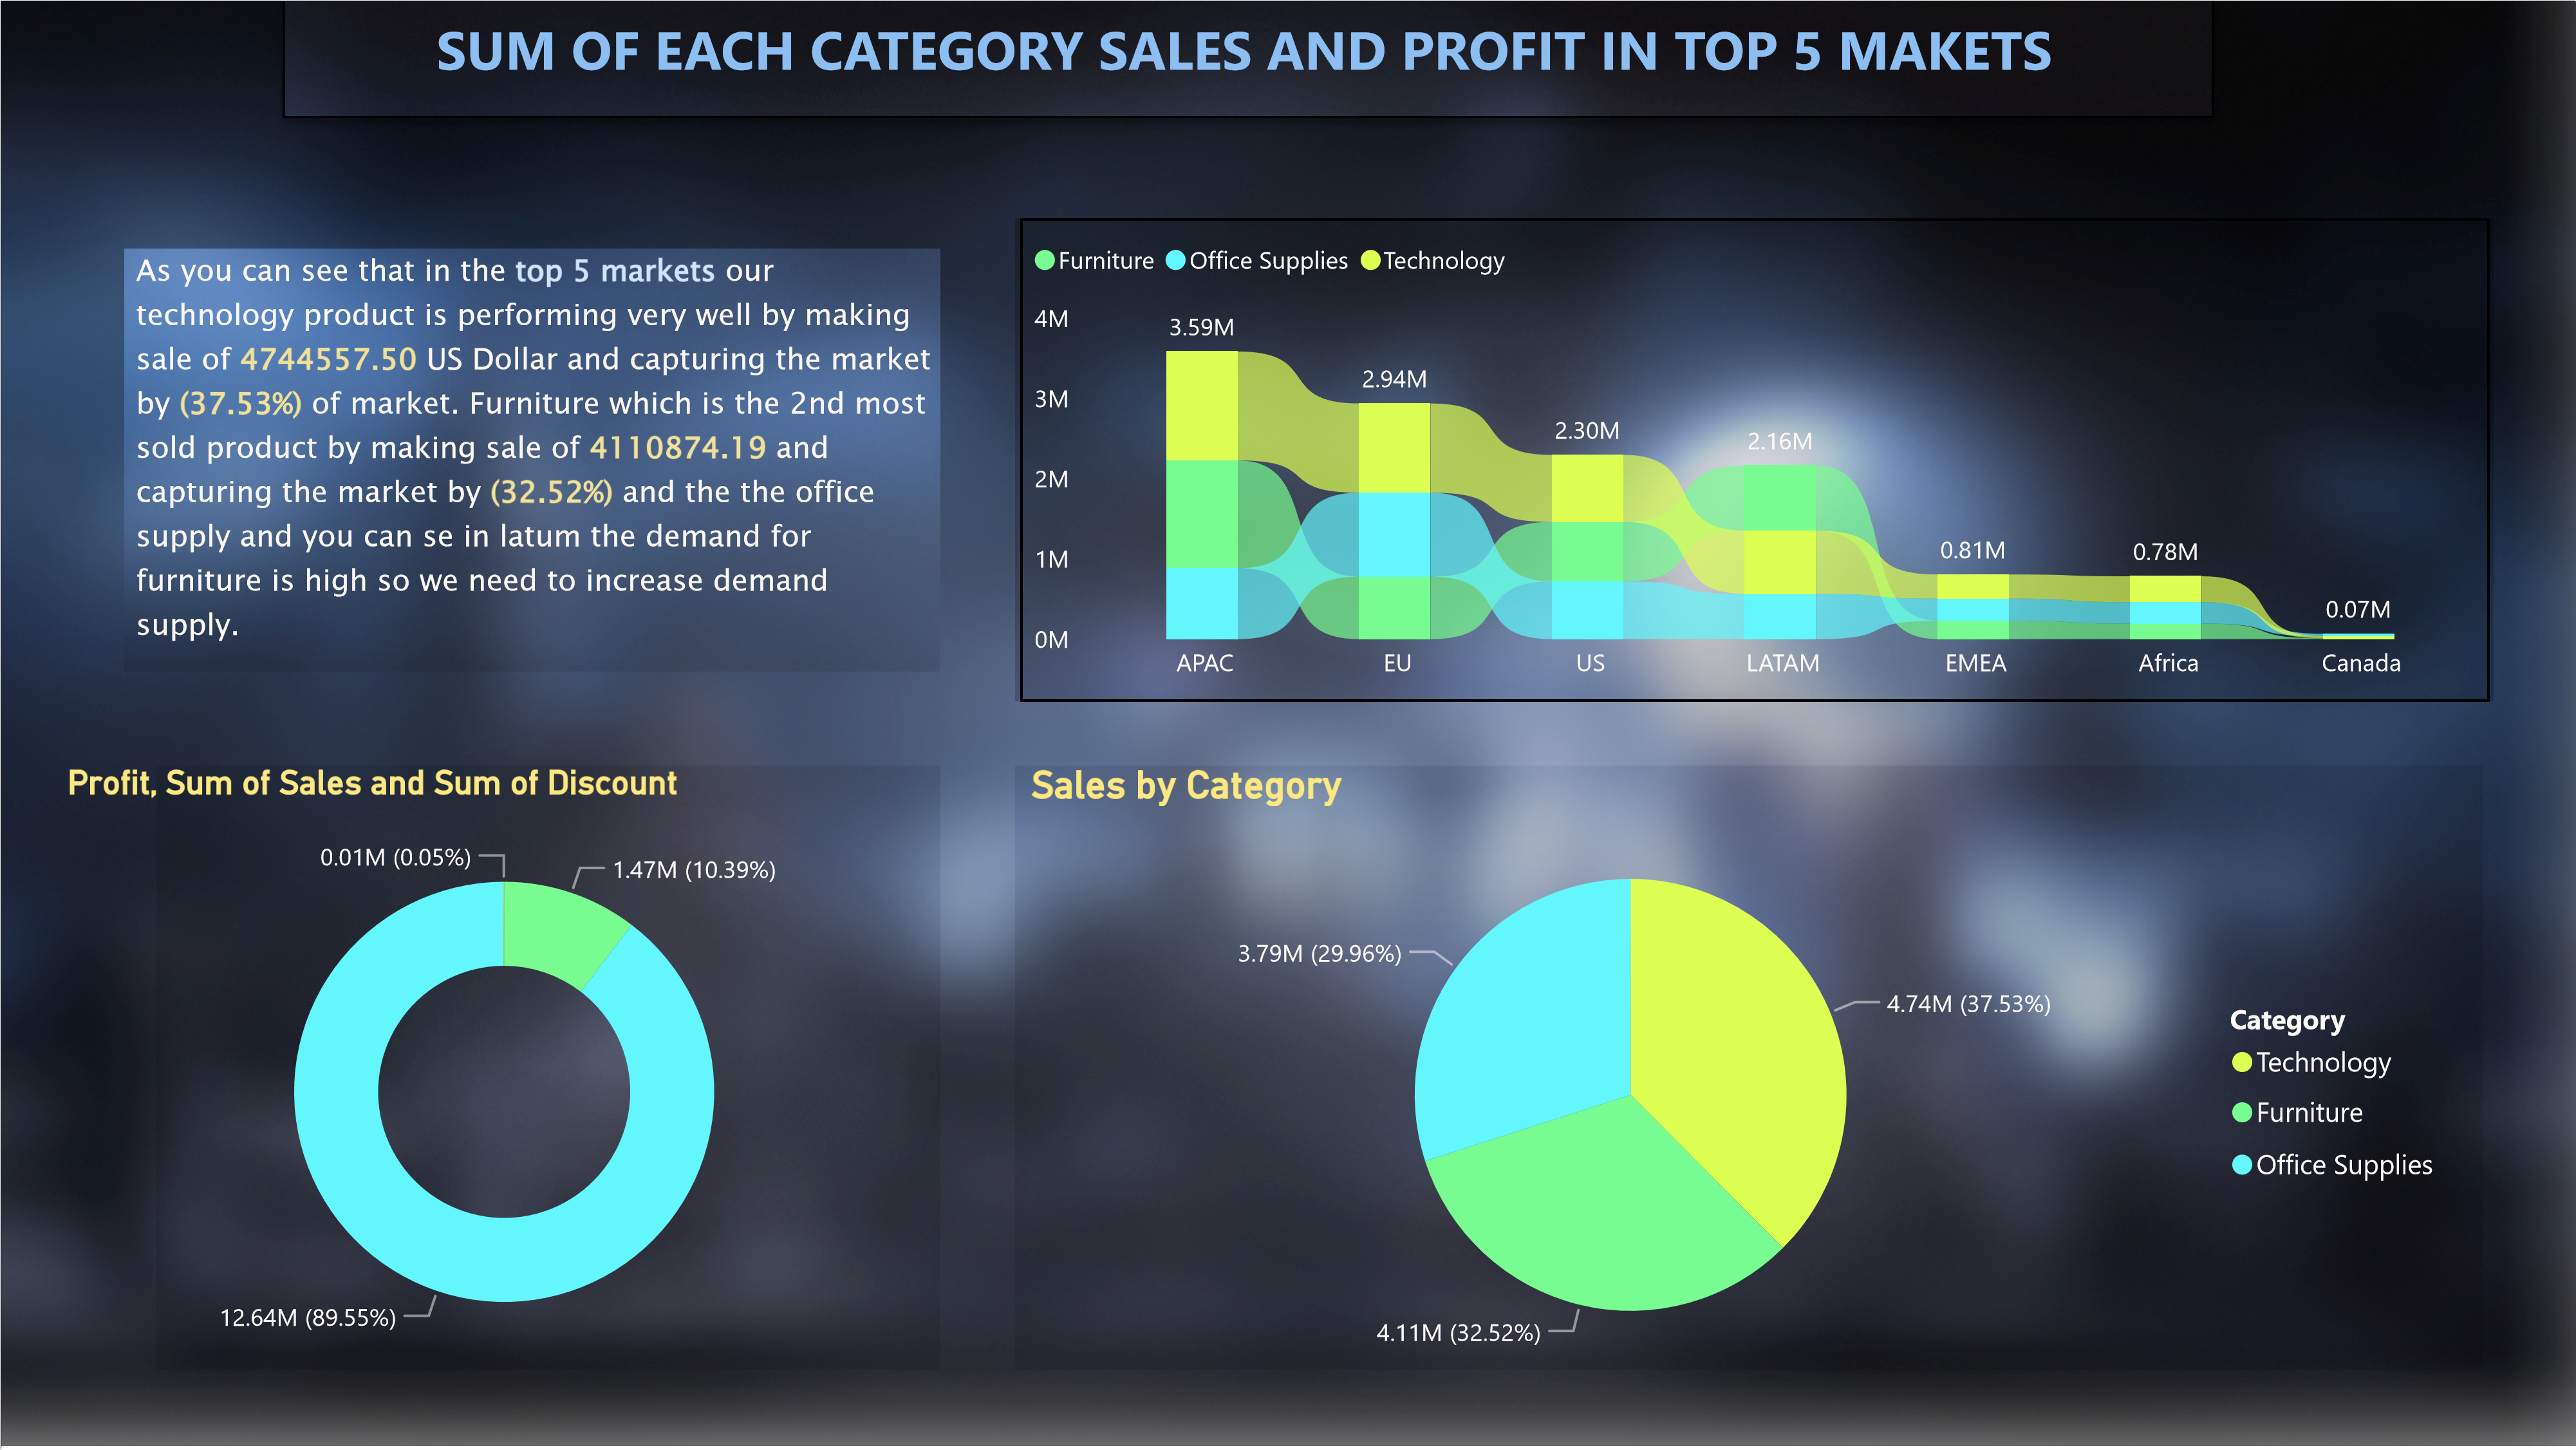 SUM OF EACH CATEGORY SALES AND PROFIT IN TOP 5 MAKETS
As you can see that in the top 5 markets our
technology product is performing very well by making
sale of 4744557.50 US Dollar and capturing the market
by (37.53%) of market. Furniture which is the 2nd most
sold product by making sale of 4110874.19 and
capturing the market by (32.52%) and the the office
supply and you can se in latum the demand for
furniture is high so we need to increase demand
supply.
Furniture Office Supplies Technology
4M
3M
2M
1M
0M
3.59M
2.94M
2.30M
2.16M
0.81M
0.78M
0.07M
APAC EU US LATAM EMEA Africa Canada
Profit, Sum of Sales and Sum of Discount
0.01M (0.05%)
1.47M (10.39%)
12.64M (89.55%)
Sales by Category
3.79M (29.96%)
4.74M (37.53%)
4.11M (32.52%)
Category
Technology
Furniture
Office Supplies